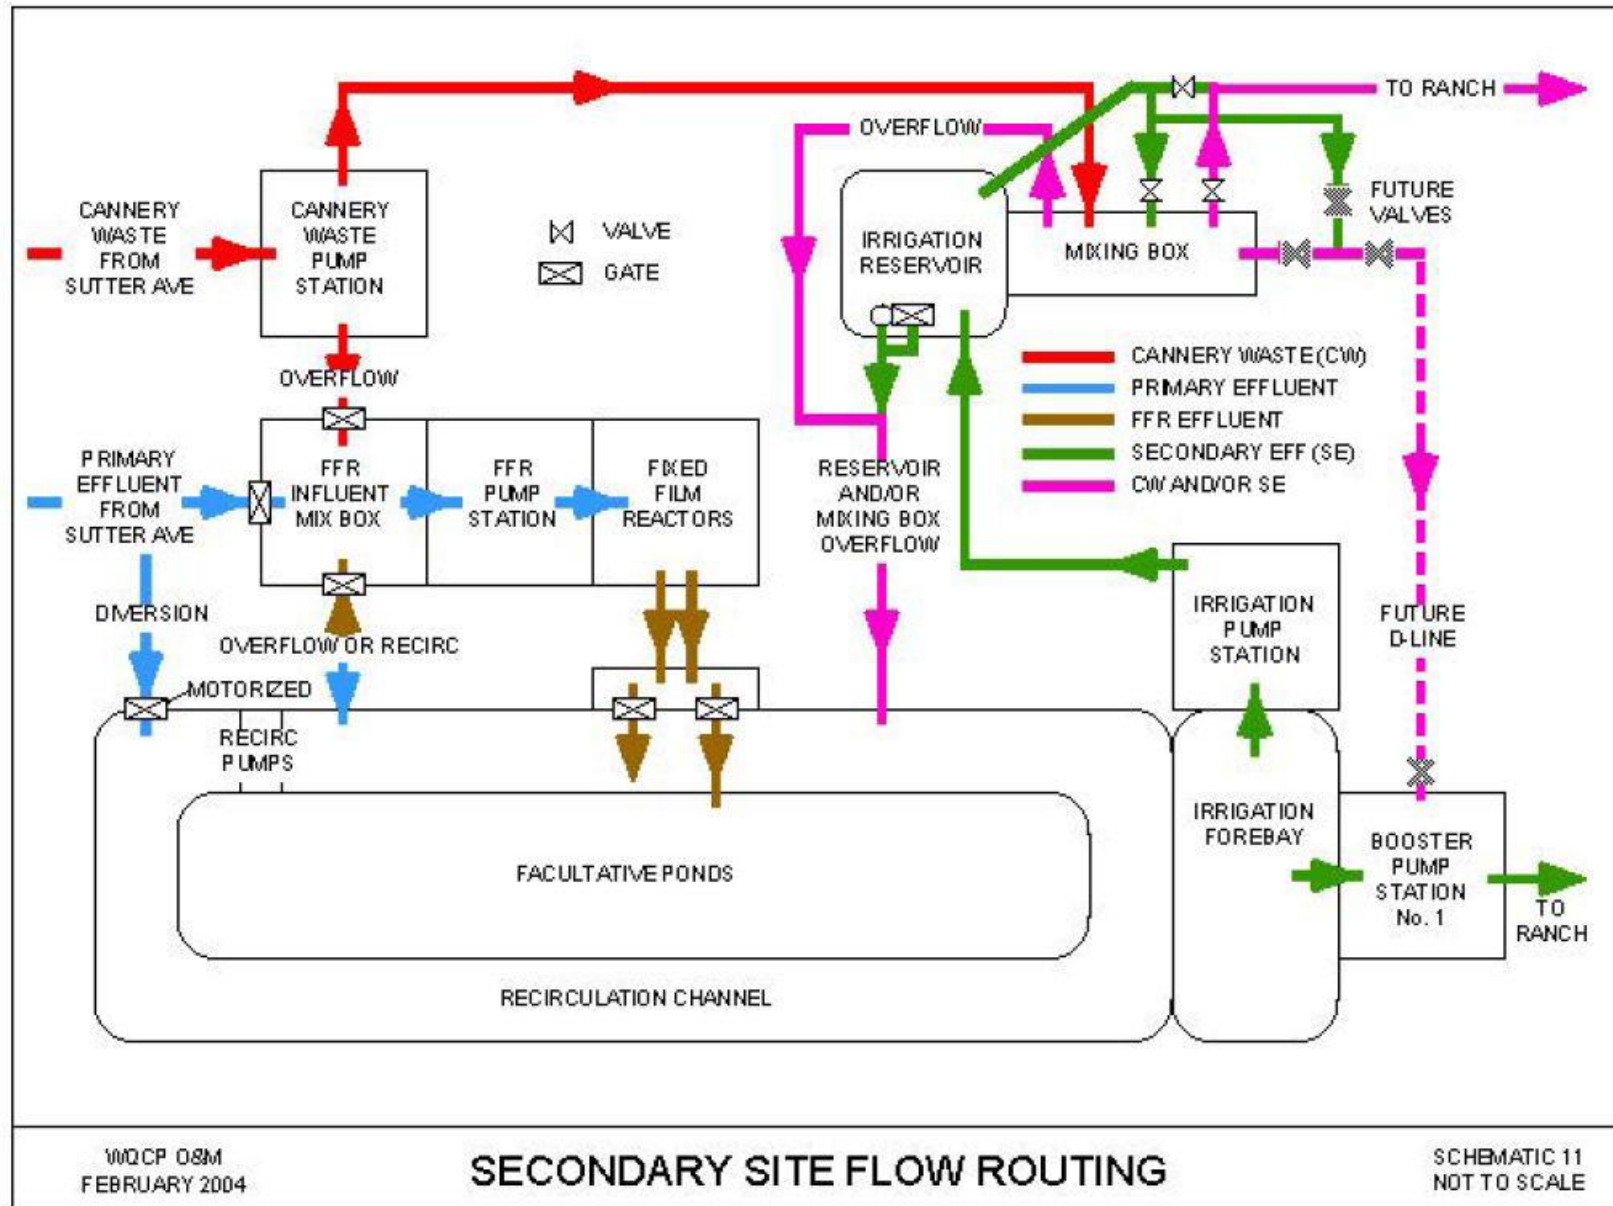 TO RANCH
OVERFLOW
CANNERY
WASTE
FROM
SUTTER AVE
CANNERY
WASTE
PUMP
STATION
VALVE
GATE
IRRIGATION
RESERVOIR
MIXING BOX
FUTURE
VALVES
OVERFLOW
CANNERY WASTE (CW)
PRIMARY EFFLUENT
FFR EFFLUENT
SECONDARY EFF (SE)
CW AND/OR SE
PRIMARY
EFFLUENT
FROM
SUTTER AVE
FFR
INFLUENT
MIX BOX
FFR
PUMP
STATION
FIXED
FILM
REACTORS
RESERVOIR
AND/OR
MIXING BOX
OVERFLOW
DIVERSION
OVERFLOW OR RECIRC
MOTORIZED
RECIRC
PUMPS
IRRIGATION
PUMP
STATION
FUTURE
D-LINE
IRRIGATION
FOREBAY
BOOSTER
PUMP
STATION
No. 1
TO
RANCH
FACULTATIVE PONDS
RECIRCULATION CHANNEL
WQCP O&M
FEBRUARY 2004
SECONDARY SITE FLOW ROUTING
SCHEMATIC 11
NOT TO SCALE